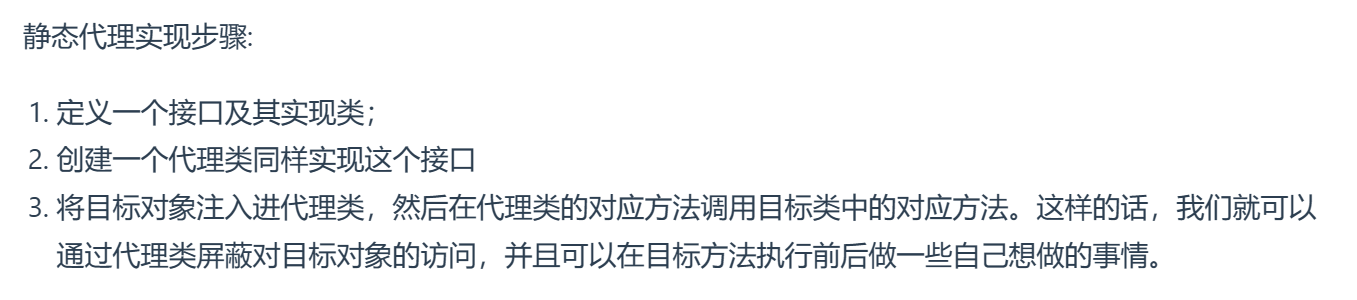 静态代理实现步骤:
1. 定义一个接口及其实现类；
2. 创建一个代理类同样实现这个接口
3. 将目标对象注入进代理类，然后在代理类的对应方法调用目标类中的对应方法。这样的话，我们就可以
通过代理类屏蔽对目标对象的访问，并且可以在目标方法执行前后做一些自己想做的事情。